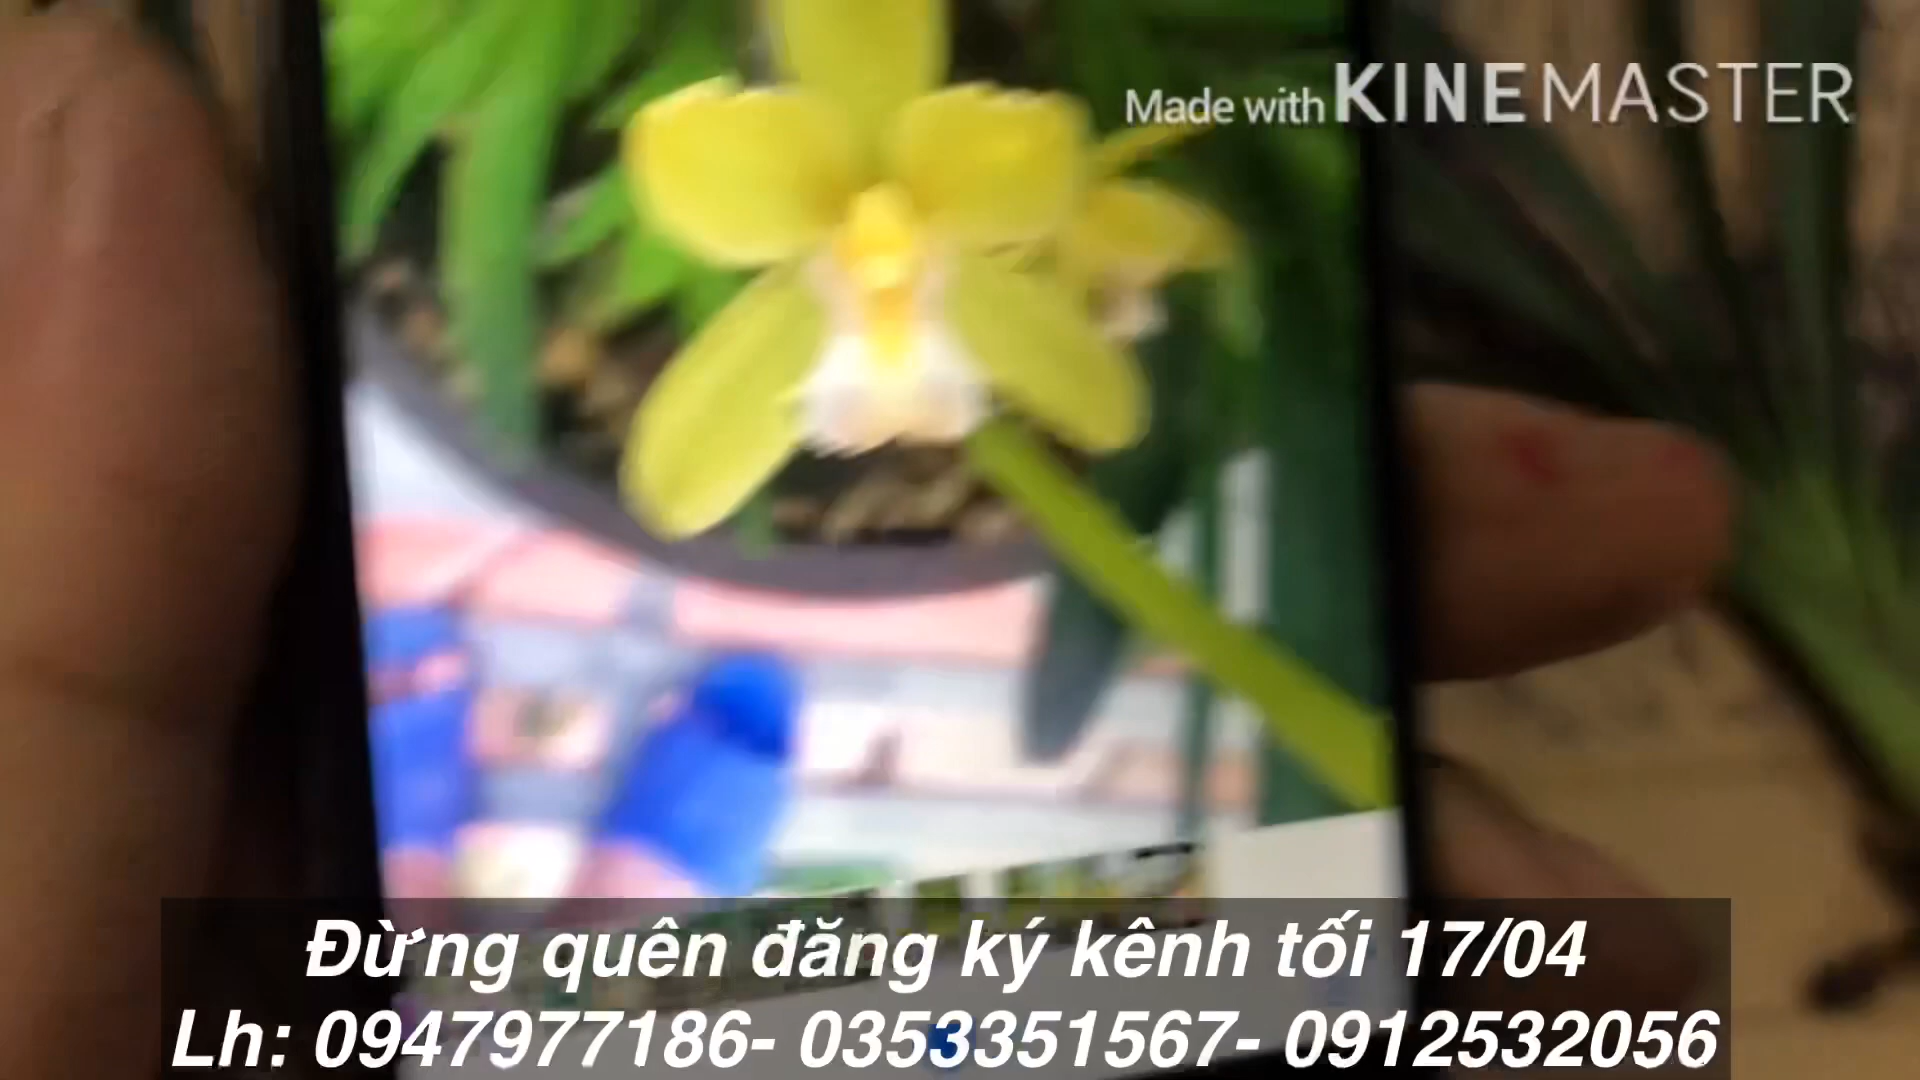 Made with KINEMASTER
Đừng quên đăng ký kênh tối 17/04
Lh: 0947977186- 0353351567- 0912532056